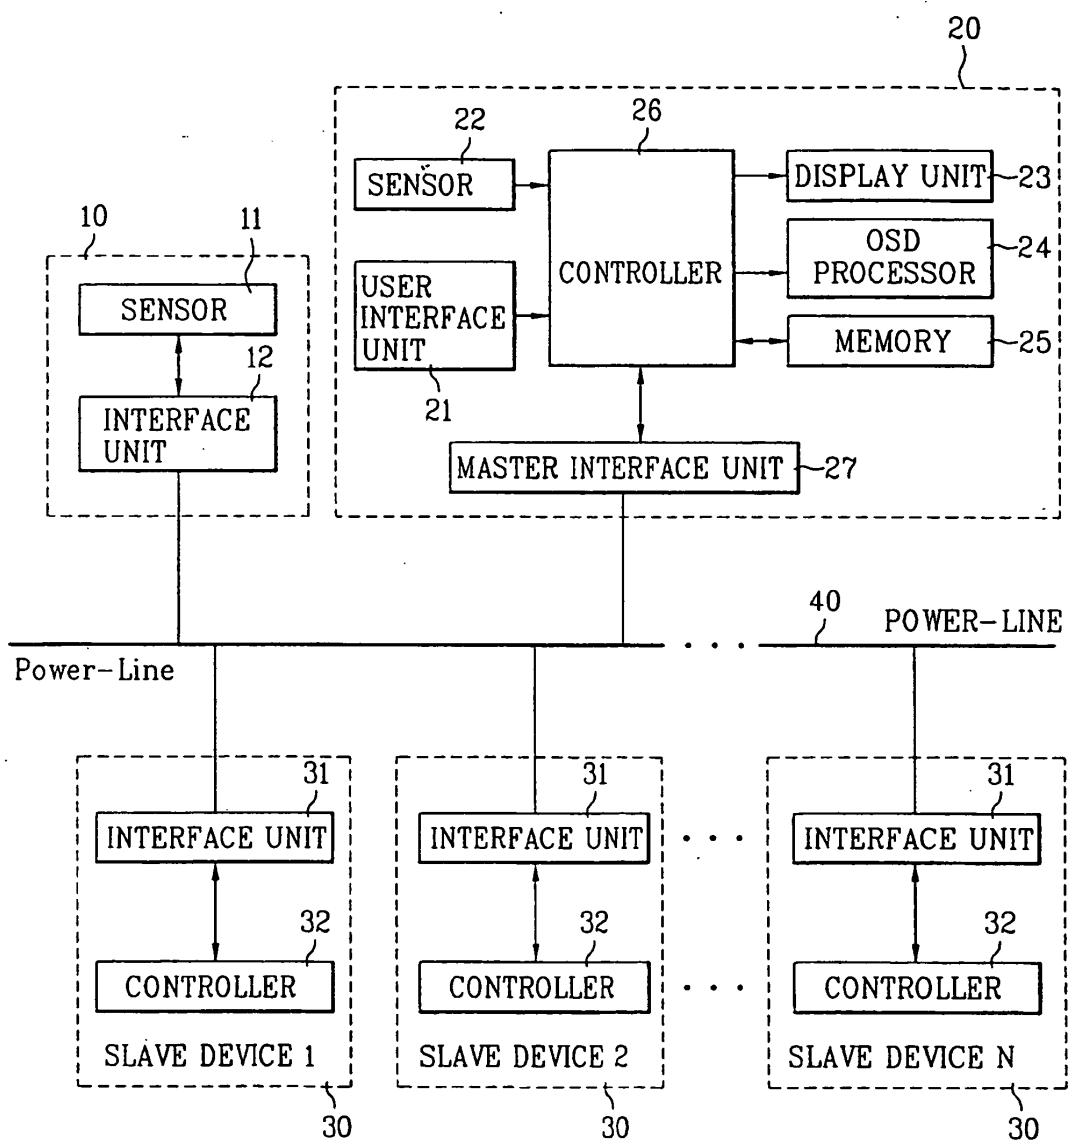 20
22
26
SENSOR
DISPLAY UNIT
23
10
11
OSD
PROCESSOR
24
CONTROLLER
USER
INTERFACE
UNIT
SENSOR
MEMORY
25
12
21
INTERFACE
UNIT
MASTER INTERFACE UNIT
27
40
POWER-LINE
Power-Line
. . .
31
31
31
INTERFACE UNIT
INTERFACE UNIT
. . .
INTERFACE UNIT
32
32
32
CONTROLLER
CONTROLLER
. . .
CONTROLLER
SLAVE DEVICE 1
SLAVE DEVICE 2
SLAVE DEVICE N
30
30
30